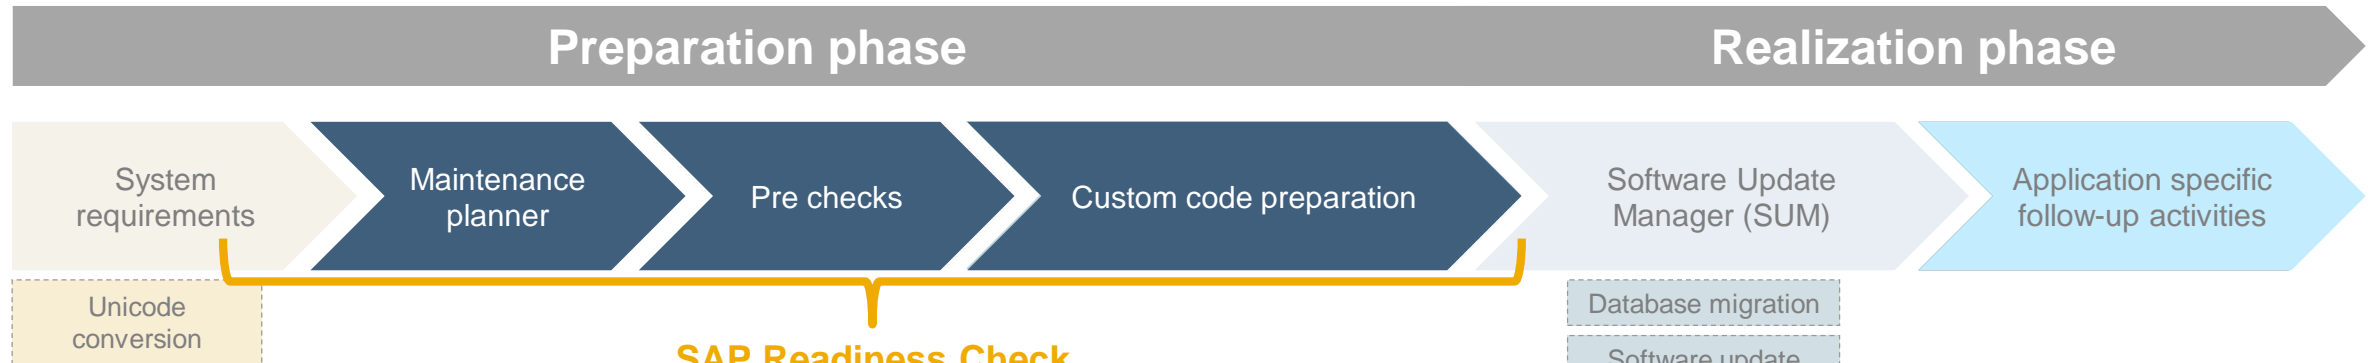 Preparation phase
Realization phase
System
requirements
Maintenance
planner
Pre checks
Custom code preparation
Software Update
Manager (SUM)
Application specific
follow-up activities
Unicode
conversion
SAP Readiness Check
Database migration
Software update